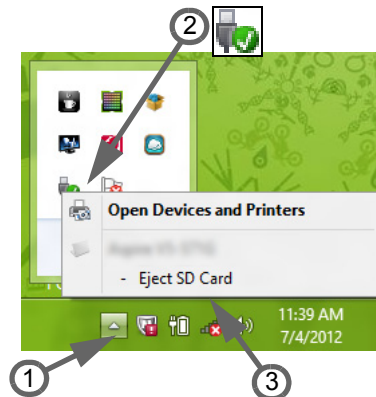 2
Open Devices and Printers
- Eject SD Card
11:39 AM
7/4/2012
1
3